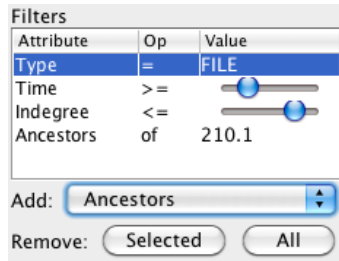 Filters
Attribute Op Value
Type = FILE
Time >=
Indegree <=
Ancestors of 210.1
Add: Ancestors
Remove: Selected All